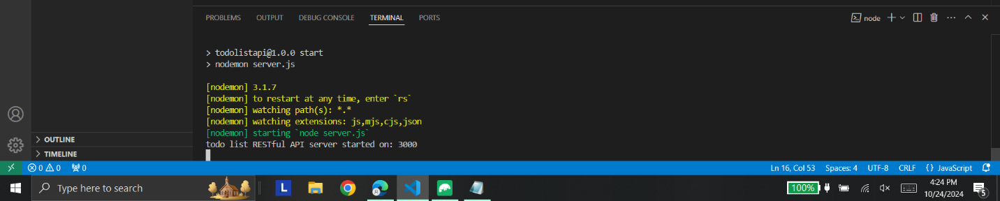 PROBLEMS OUTPUT DEBUG CONSOLE TERMINAL PORTS
node
> todolistapi@1.0.0 start
> nodemon server.js
[nodemon] 3.1.7
[nodemon] to restart at any time, enter `rs`
[nodemon] watching path(s): *.*
[nodemon] watching extensions: js,mjs,cjs,json
[nodemon] starting `node server.js`
todo list RESTful API server started on: 3000
OUTLINE
TIMELINE
0 0 0
Ln 16, Col 53 Spaces: 4 UTF-8 CRLF {} JavaScript
Type here to search
L
100%
4:24 PM
10/24/2024
5